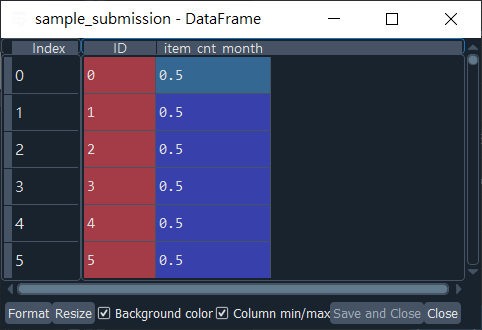 sample_submission - DataFrame
Index ID item_cnt_month
0 0 0.5
1 1 0.5
2 2 0.5
3 3 0.5
4 4 0.5
5 5 0.5
Format Resize Background color Column min/max Save and Close Close